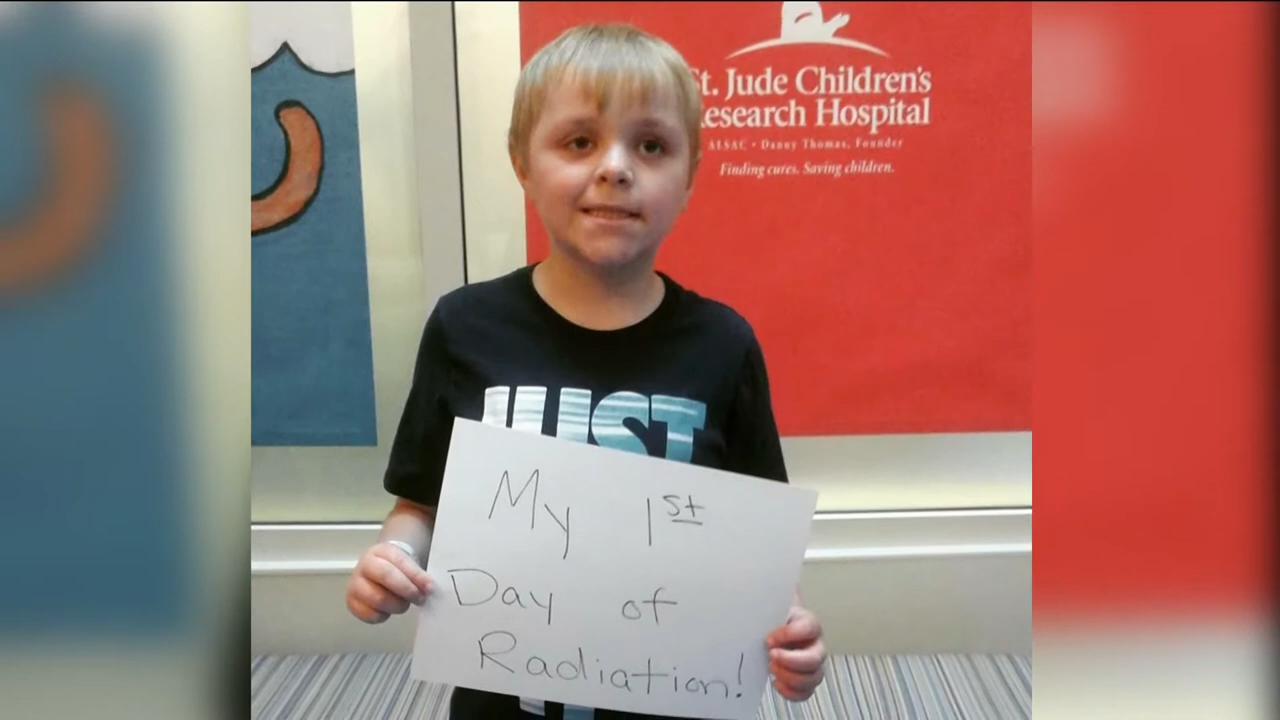 St. Jude Children's
Research Hospital
ALSAC • Danny Thomas, Founder
Finding cures. Saving children.
JUST
My 1st
Day of
Radiation!